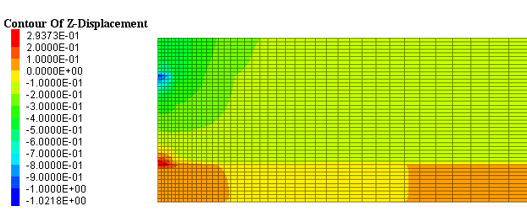 Contour Of Z-Displacement
2.9373E-01
2.0000E-01
1.0000E-01
0.0000E+00
-1.0000E-01
-2.0000E-01
-3.0000E-01
-4.0000E-01
-5.0000E-01
-6.0000E-01
-7.0000E-01
-8.0000E-01
-9.0000E-01
-1.0000E+00
-1.0218E+00